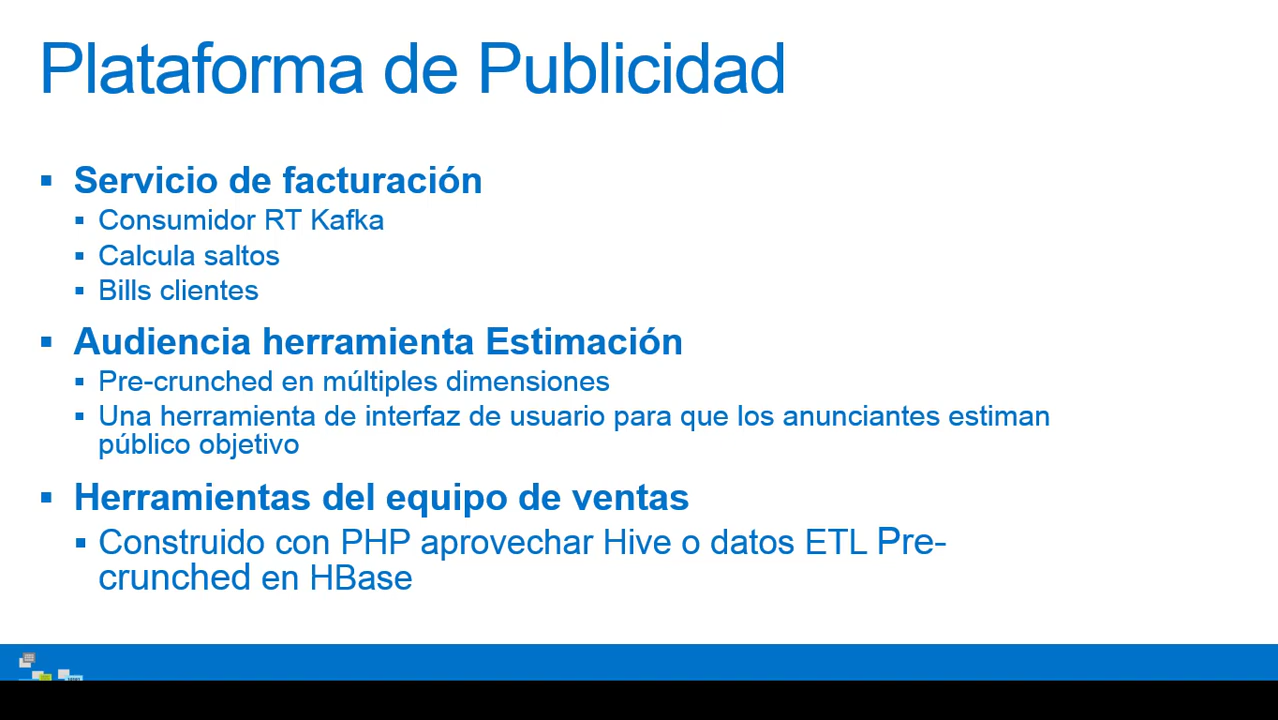 Plataforma de Publicidad
▪ Servicio de facturación
▪ Consumidor RT Kafka
▪ Calcula saltos
▪ Bills clientes
▪ Audiencia herramienta Estimación
▪ Pre-crunched en múltiples dimensiones
▪ Una herramienta de interfaz de usuario para que los anunciantes estiman
público objetivo
▪ Herramientas del equipo de ventas
▪ Construido con PHP aprovechar Hive o datos ETL Pre-
crunched en HBase